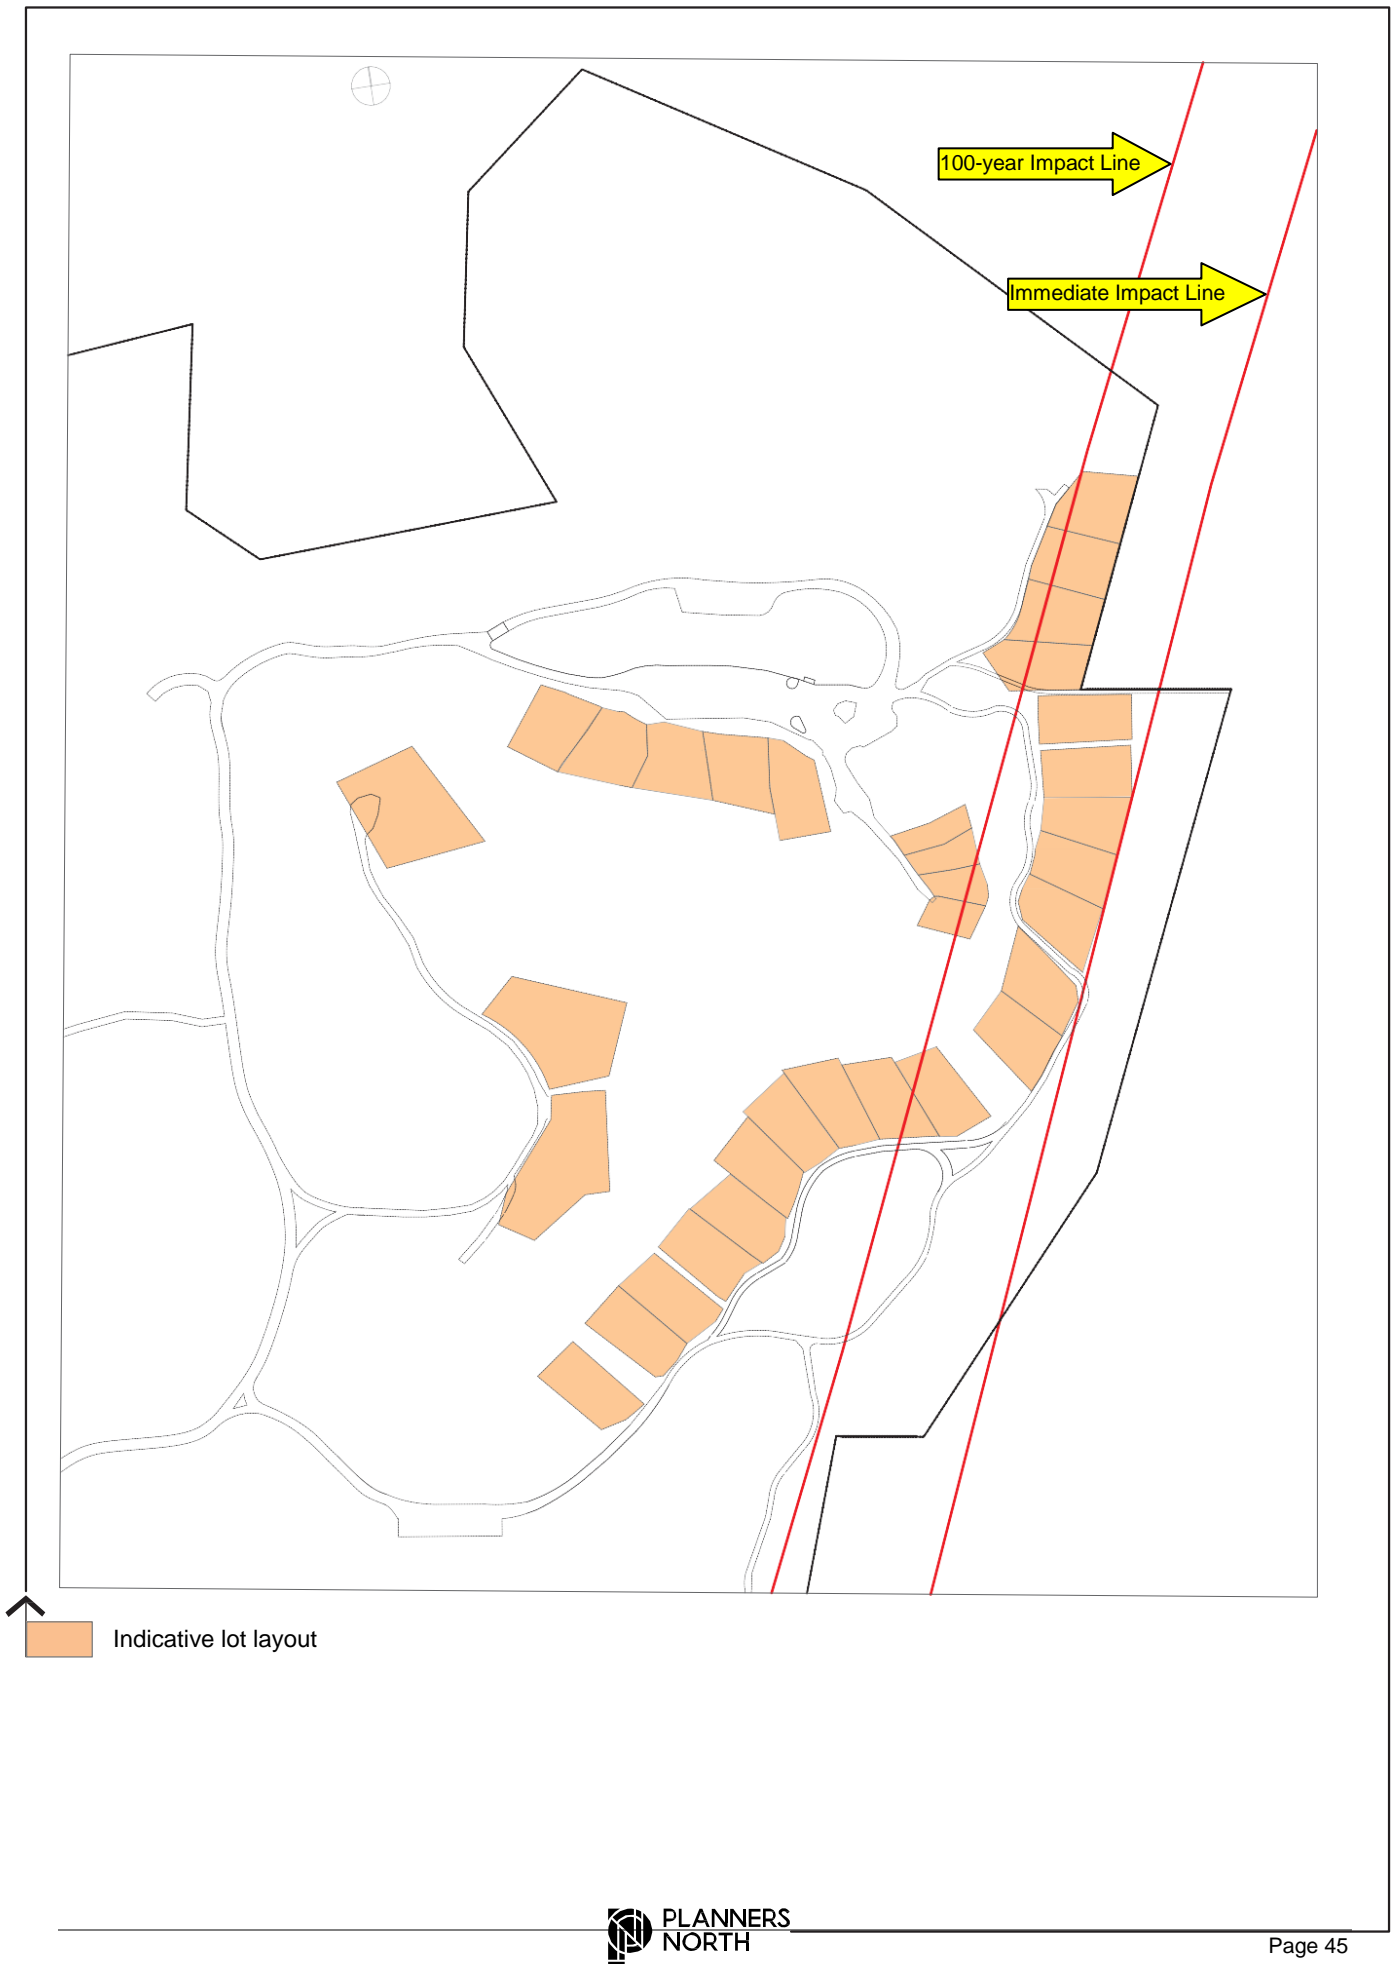 100-year Impact Line
Immediate Impact Line
Indicative lot layout
PLANNERS
NORTH
Page 45